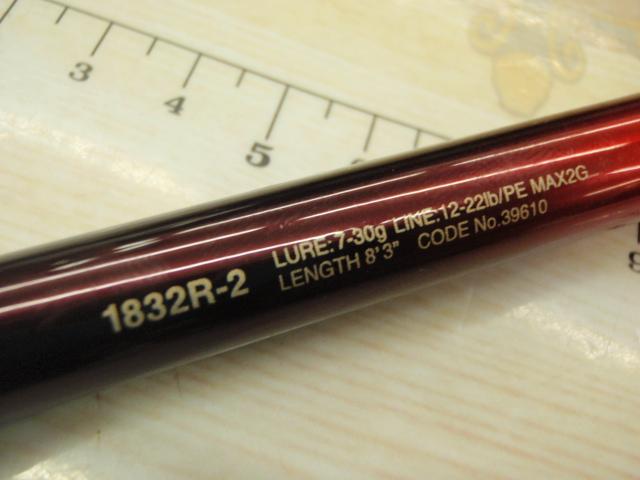 3
4
5
1832R-2
LURE:7-30g LINE:12-22lb/PE MAX2G
LENGTH 8'3" CODE No.39610
9